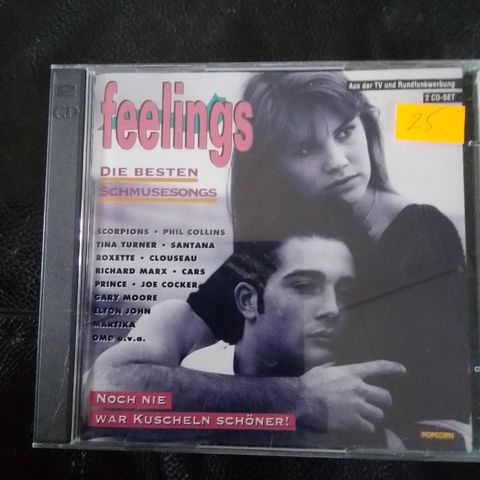 2
CD
feelings
Aus der TV und Rundfunkwerbung
2 CD-SET
25
DIE BESTEN
SCHMUSESONGS
SCORPIONS • PHIL COLLINS
TINA TURNER • SANTANA
ROXETTE • CLOUSEAU
RICHARD MARX • CARS
PRINCE • JOE COCKER
GARY MOORE
ELTON JOHN
MARTIKA
OMD u.v.a.
NOCH NIE
WAR KUSCHELN SCHÖNER!
POPCORN